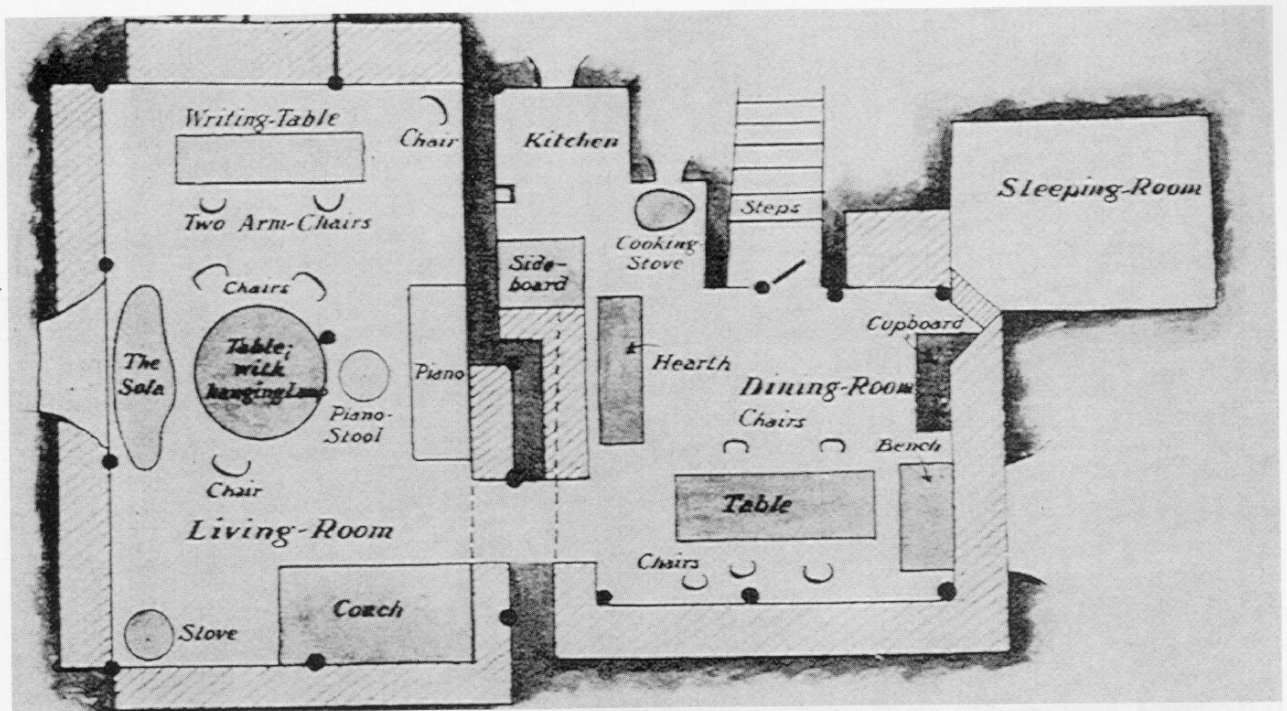 Writing-Table
Chair
Two Arm-Chairs
Chairs
The
Sofa
Table;
with
hanging Lamp
Piano-
Stool
Piano
Chair
Living-Room
Stove
Couch
Kitchen
Cooking-
Stove
Side-
board
Steps
Sleeping-Room
Hearth
Cupboard
Dining-Room
Chairs
Bench
Table
Chairs